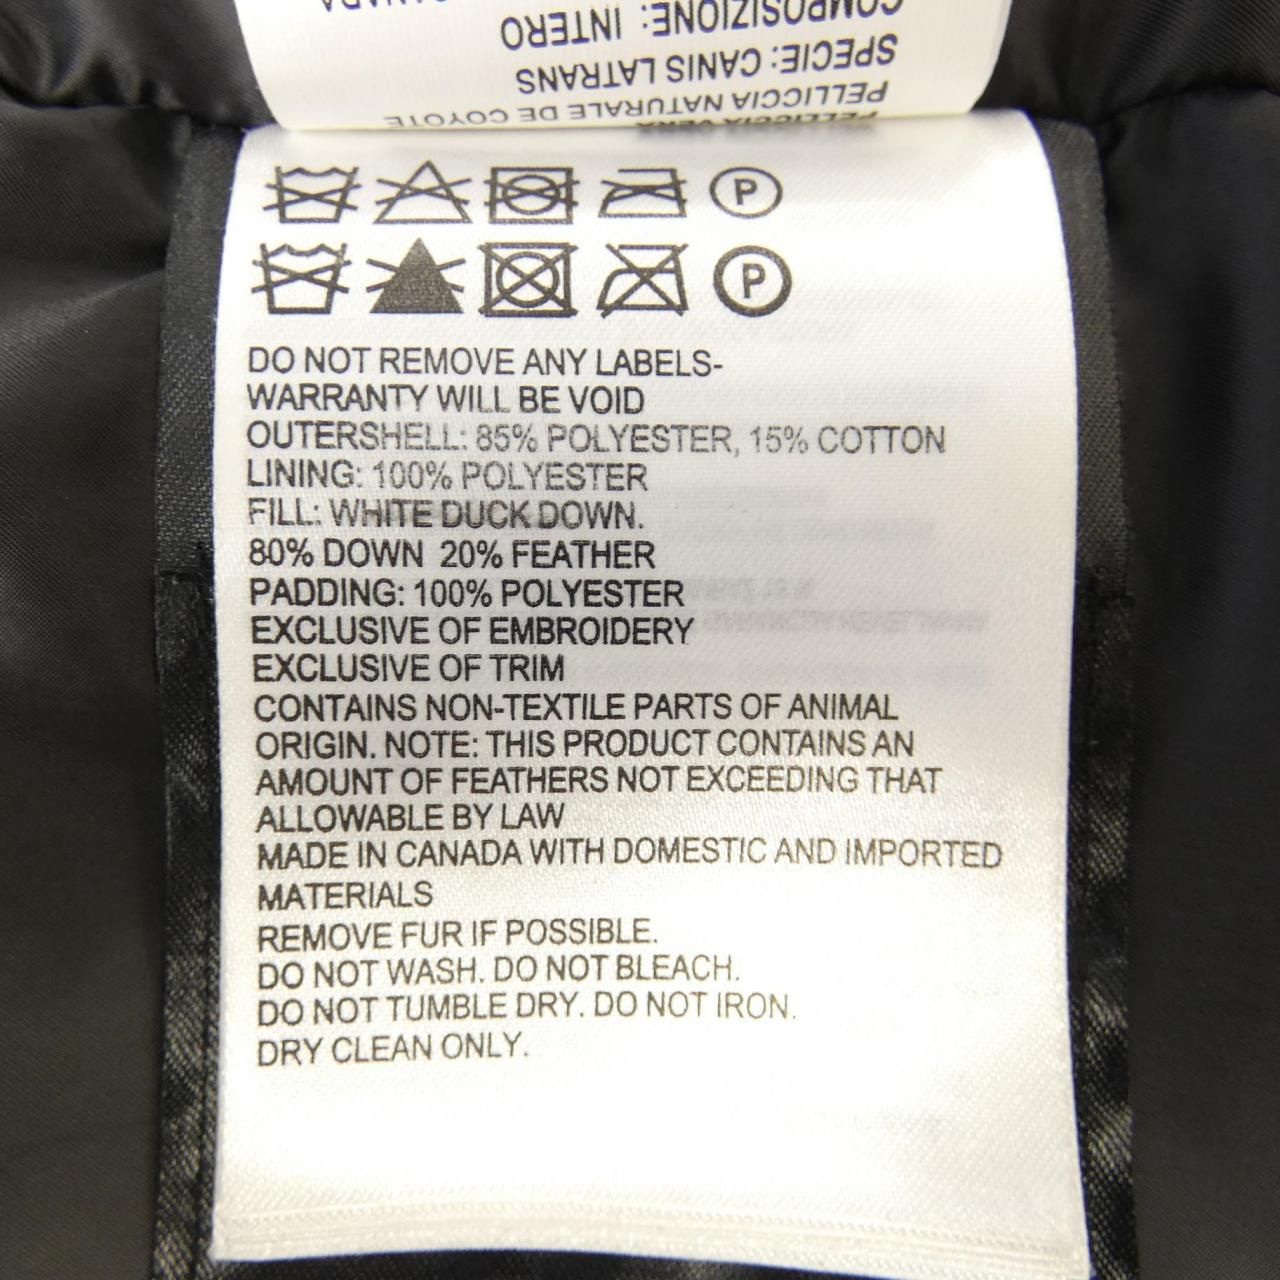 CANADA
COMPOSIZIONE: INTERO
SPECIE: CANIS LATRANS
PELLICCIA NATURALE DE COYOTE
PELLICCIA VERA
P
P
DO NOT REMOVE ANY LABELS-
WARRANTY WILL BE VOID
OUTERSHELL: 85% POLYESTER, 15% COTTON
LINING: 100% POLYESTER
FILL: WHITE DUCK DOWN.
80% DOWN 20% FEATHER
PADDING: 100% POLYESTER
EXCLUSIVE OF EMBROIDERY
EXCLUSIVE OF TRIM
CONTAINS NON-TEXTILE PARTS OF ANIMAL
ORIGIN. NOTE: THIS PRODUCT CONTAINS AN
AMOUNT OF FEATHERS NOT EXCEEDING THAT
ALLOWABLE BY LAW
MADE IN CANADA WITH DOMESTIC AND IMPORTED
MATERIALS
REMOVE FUR IF POSSIBLE.
DO NOT WASH. DO NOT BLEACH.
DO NOT TUMBLE DRY. DO NOT IRON.
DRY CLEAN ONLY.